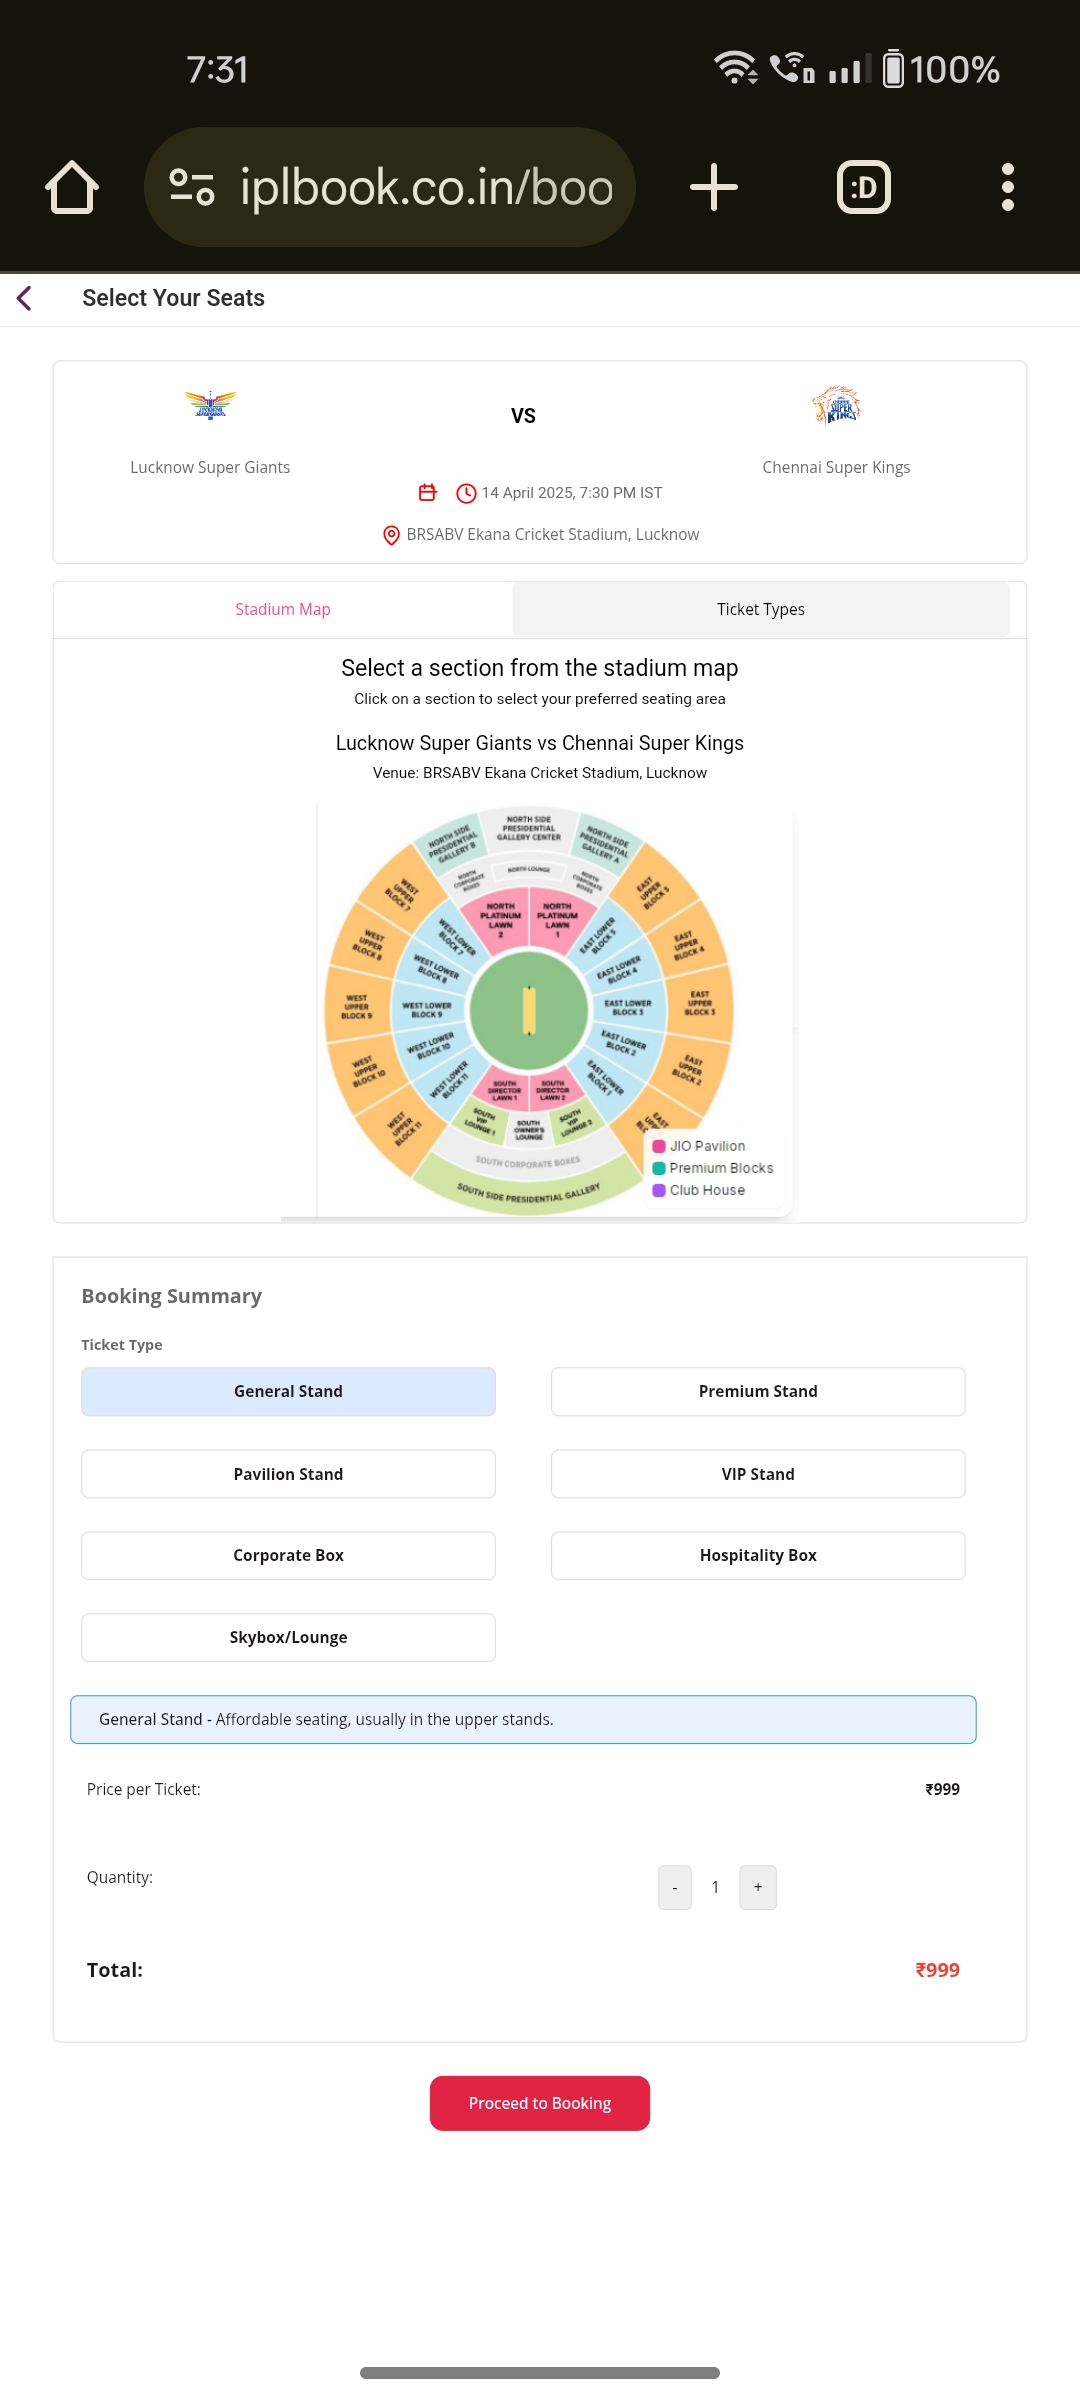 7:31
100%
iplbook.co.in/boo
:D
Select Your Seats
VS
Lucknow Super Giants
Chennai Super Kings
14 April 2025, 7:30 PM IST
BRSABV Ekana Cricket Stadium, Lucknow
Stadium Map
Ticket Types
Select a section from the stadium map
Click on a section to select your preferred seating area
Lucknow Super Giants vs Chennai Super Kings
Venue: BRSABV Ekana Cricket Stadium, Lucknow
NORTH SIDE
PRESIDENTIAL
GALLERY B
NORTH SIDE
PRESIDENTIAL
GALLERY CENTER
NORTH SIDE
PRESIDENTIAL
GALLERY A
NORTH
CORPORATE
BOXES
NORTH LOUNGE
NORTH
CORPORATE
BOXES
NORTH
PLATINUM
LAWN
2
NORTH
PLATINUM
LAWN
1
WEST
UPPER
BLOCK 7
WEST LOWER
BLOCK 7
EAST LOWER
BLOCK 5
EAST
UPPER
BLOCK 5
WEST
UPPER
BLOCK 8
WEST LOWER
BLOCK 8
EAST LOWER
BLOCK 4
EAST
UPPER
BLOCK 4
WEST
UPPER
BLOCK 9
WEST LOWER
BLOCK 9
EAST LOWER
BLOCK 3
EAST
UPPER
BLOCK 3
WEST
UPPER
BLOCK 10
WEST LOWER
BLOCK 10
EAST LOWER
BLOCK 2
EAST
UPPER
BLOCK 2
WEST
UPPER
BLOCK 11
WEST LOWER
BLOCK 11
EAST LOWER
BLOCK 1
EAST
SOUTH
DIRECTOR
LAWN 1
SOUTH
DIRECTOR
LAWN 2
SOUTH
VIP
LOUNGE 1
SOUTH
OWNER'S
LOUNGE
SOUTH
VIP
LOUNGE 2
SOUTH CORPORATE BOXES
SOUTH SIDE PRESIDENTIAL GALLERY
JIO Pavilion
Premium Blocks
Club House
Booking Summary
Ticket Type
General Stand
Premium Stand
Pavilion Stand
VIP Stand
Corporate Box
Hospitality Box
Skybox/Lounge
General Stand - Affordable seating, usually in the upper stands.
Price per Ticket:
₹999
Quantity:
- 1 +
Total:
₹999
Proceed to Booking